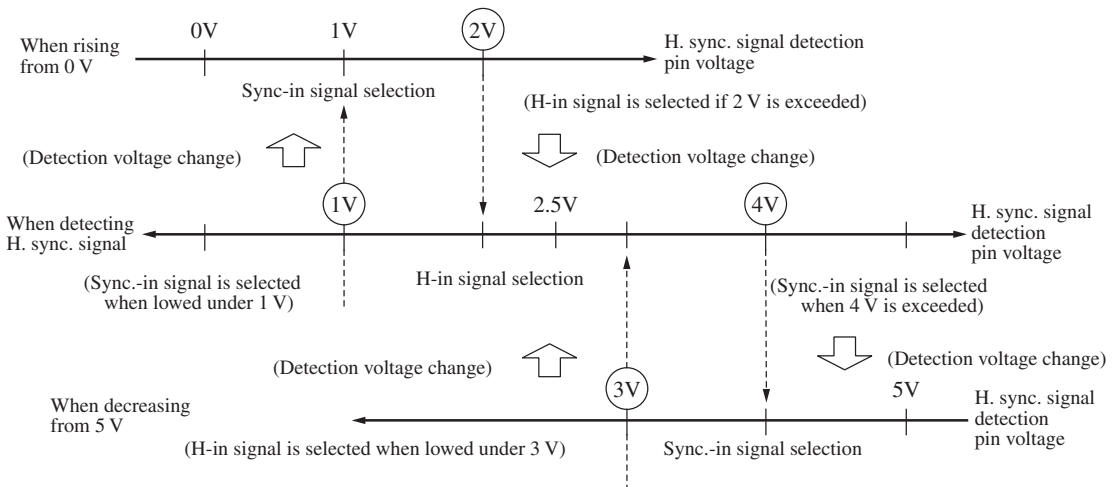 0V 1V 2V
When rising
from 0 V
H. sync. signal detection
pin voltage
Sync-in signal selection
(H-in signal is selected if 2 V is exceeded)
(Detection voltage change)
(Detection voltage change)
1V 2.5V 4V
When detecting
H. sync. signal
H. sync. signal
detection
pin voltage
(Sync.-in signal is selected
when lowed under 1 V)
H-in signal selection
(Sync.-in signal is selected
when 4 V is exceeded)
(Detection voltage change)
(Detection voltage change)
3V 5V
When decreasing
from 5 V
H. sync. signal
detection
pin voltage
(H-in signal is selected when lowed under 3 V)
Sync.-in signal selection